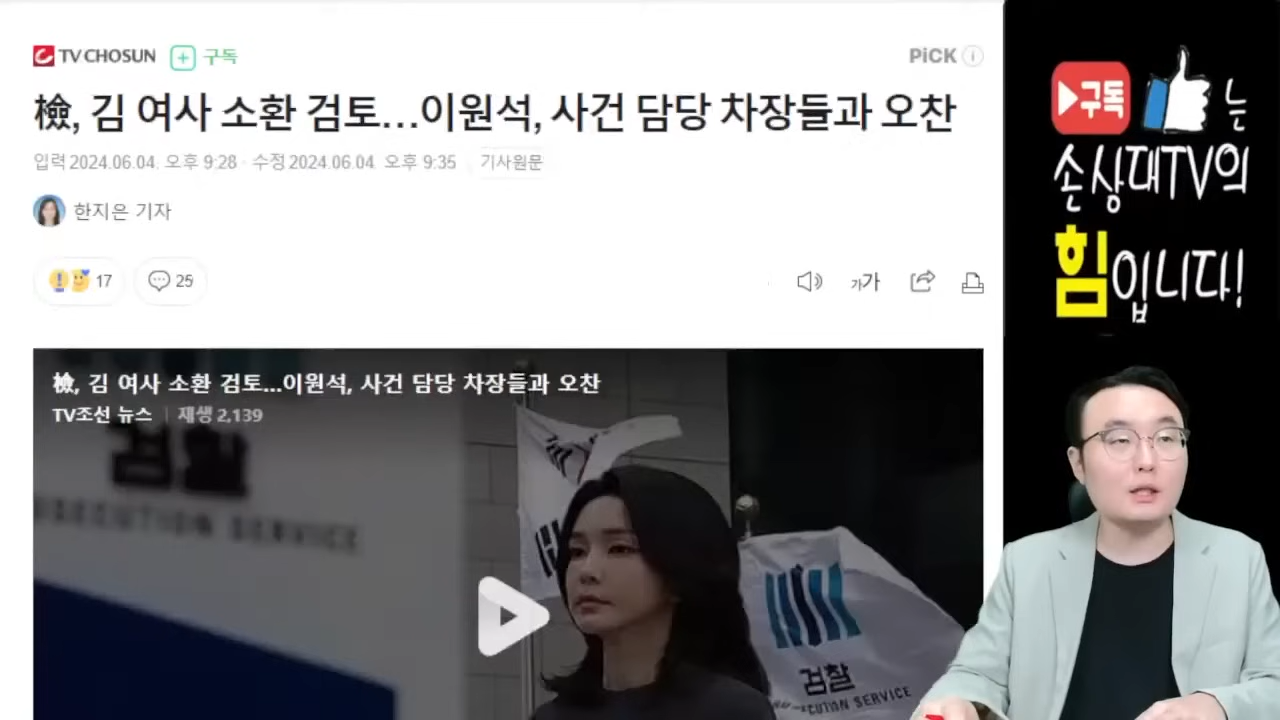 TV CHOSUN 구독
PiCK
檢, 김 여사 소환 검토…이원석, 사건 담당 차장들과 오찬
입력 2024.06.04. 오후 9:28 · 수정 2024.06.04. 오후 9:35 기사원문
한지은 기자
17
25
가가
檢, 김 여사 소환 검토...이원석, 사건 담당 차장들과 오찬
TV조선 뉴스 | 재생 2,139
검찰
SECUTION SERVICE
검찰
CUTION SERVICE
구독 는
손상대TV의
힘입니다!